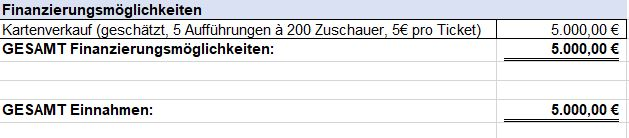 Finanzierungsmöglichkeiten
Kartenverkauf (geschätzt, 5 Aufführungen à 200 Zuschauer, 5€ pro Ticket) 5.000,00 €
GESAMT Finanzierungsmöglichkeiten: 5.000,00 €
GESAMT Einnahmen: 5.000,00 €